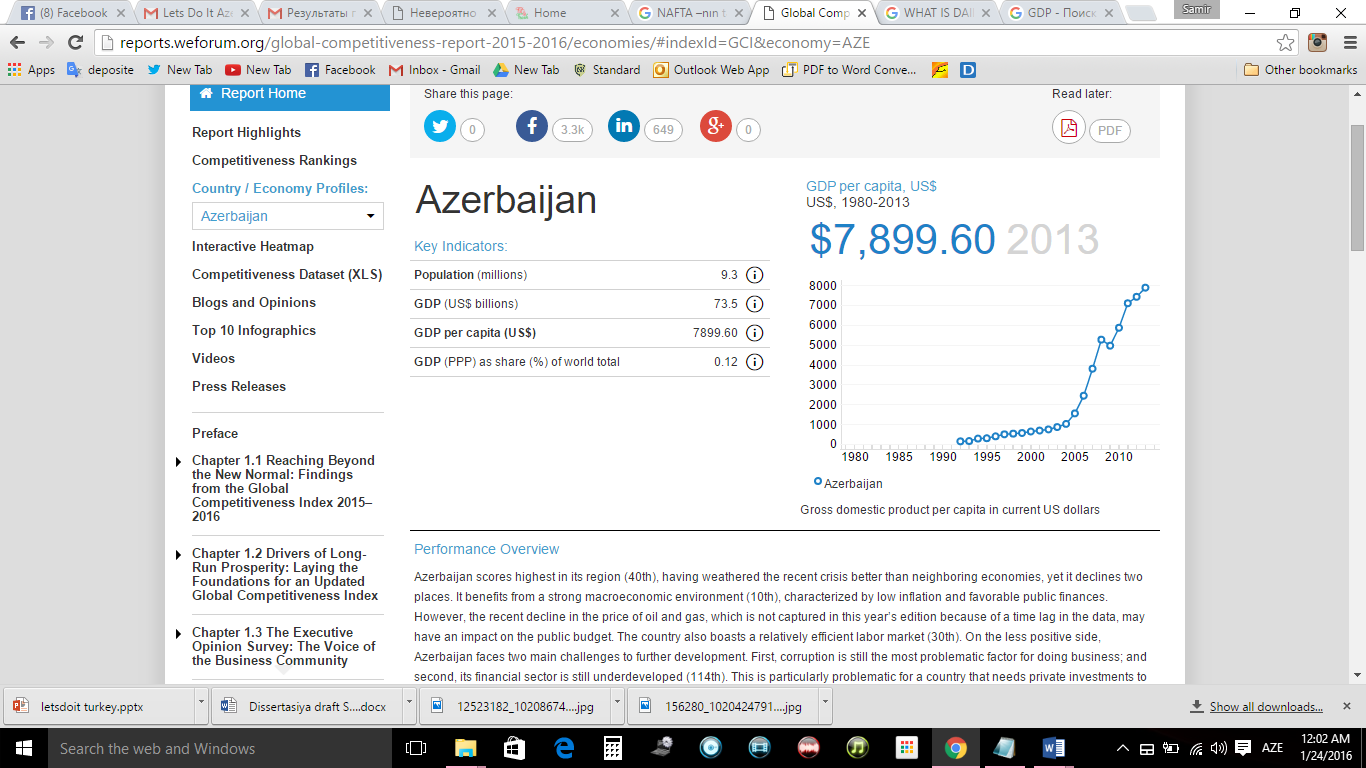 (8) Facebook
Lets Do It Aze
Результаты п
Невероятно
Home
NAFTA –nın t
Global Comp
WHAT IS DAI
GDP - Поиск
Samir
reports.weforum.org/global-competitiveness-report-2015-2016/economies/#indexId=GCI&economy=AZE
Apps
deposite
New Tab
New Tab
Facebook
Inbox - Gmail
New Tab
Standard
Outlook Web App
PDF to Word Conve...
Other bookmarks
Report Home
Report Highlights
Competitiveness Rankings
Country / Economy Profiles:
Azerbaijan
Interactive Heatmap
Competitiveness Dataset (XLS)
Blogs and Opinions
Top 10 Infographics
Videos
Press Releases
Preface
Chapter 1.1 Reaching Beyond
the New Normal: Findings
from the Global
Competitiveness Index 2015–
2016
Chapter 1.2 Drivers of Long-
Run Prosperity: Laying the
Foundations for an Updated
Global Competitiveness Index
Chapter 1.3 The Executive
Opinion Survey: The Voice of
the Business Community
Share this page:
0
3.3k
649
0
Read later:
PDF
Azerbaijan
Key Indicators:
Population (millions) 9.3
GDP (US$ billions) 73.5
GDP per capita (US$) 7899.60
GDP (PPP) as share (%) of world total 0.12
GDP per capita, US$
US$, 1980-2013
$7,899.60 2013
8000
7000
6000
5000
4000
3000
2000
1000
0
1980 1985 1990 1995 2000 2005 2010
Azerbaijan
Gross domestic product per capita in current US dollars
Performance Overview
Azerbaijan scores highest in its region (40th), having weathered the recent crisis better than neighboring economies, yet it declines two
places. It benefits from a strong macroeconomic environment (10th), characterized by low inflation and favorable public finances.
However, the recent decline in the price of oil and gas, which is not captured in this year's edition because of a time lag in the data, may
have an impact on the public budget. The country also boasts a relatively efficient labor market (30th). On the less positive side,
Azerbaijan faces two main challenges to further development. First, corruption is still the most problematic factor for doing business; and
second, its financial sector is still underdeveloped (114th). This is particularly problematic for a country that needs private investments to
letsdoit turkey.pptx
Dissertasiya draft S....docx
12523182_10208674....jpg
156280_1020424791....jpg
Show all downloads...
Search the web and Windows
AZE
12:02 AM
1/24/2016